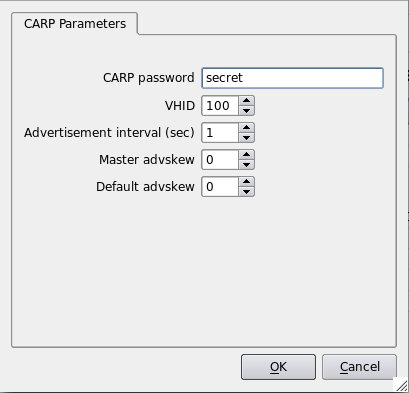 CARP Parameters
CARP password secret
VHID 100
Advertisement interval (sec) 1
Master advskew 0
Default advskew 0
OK Cancel